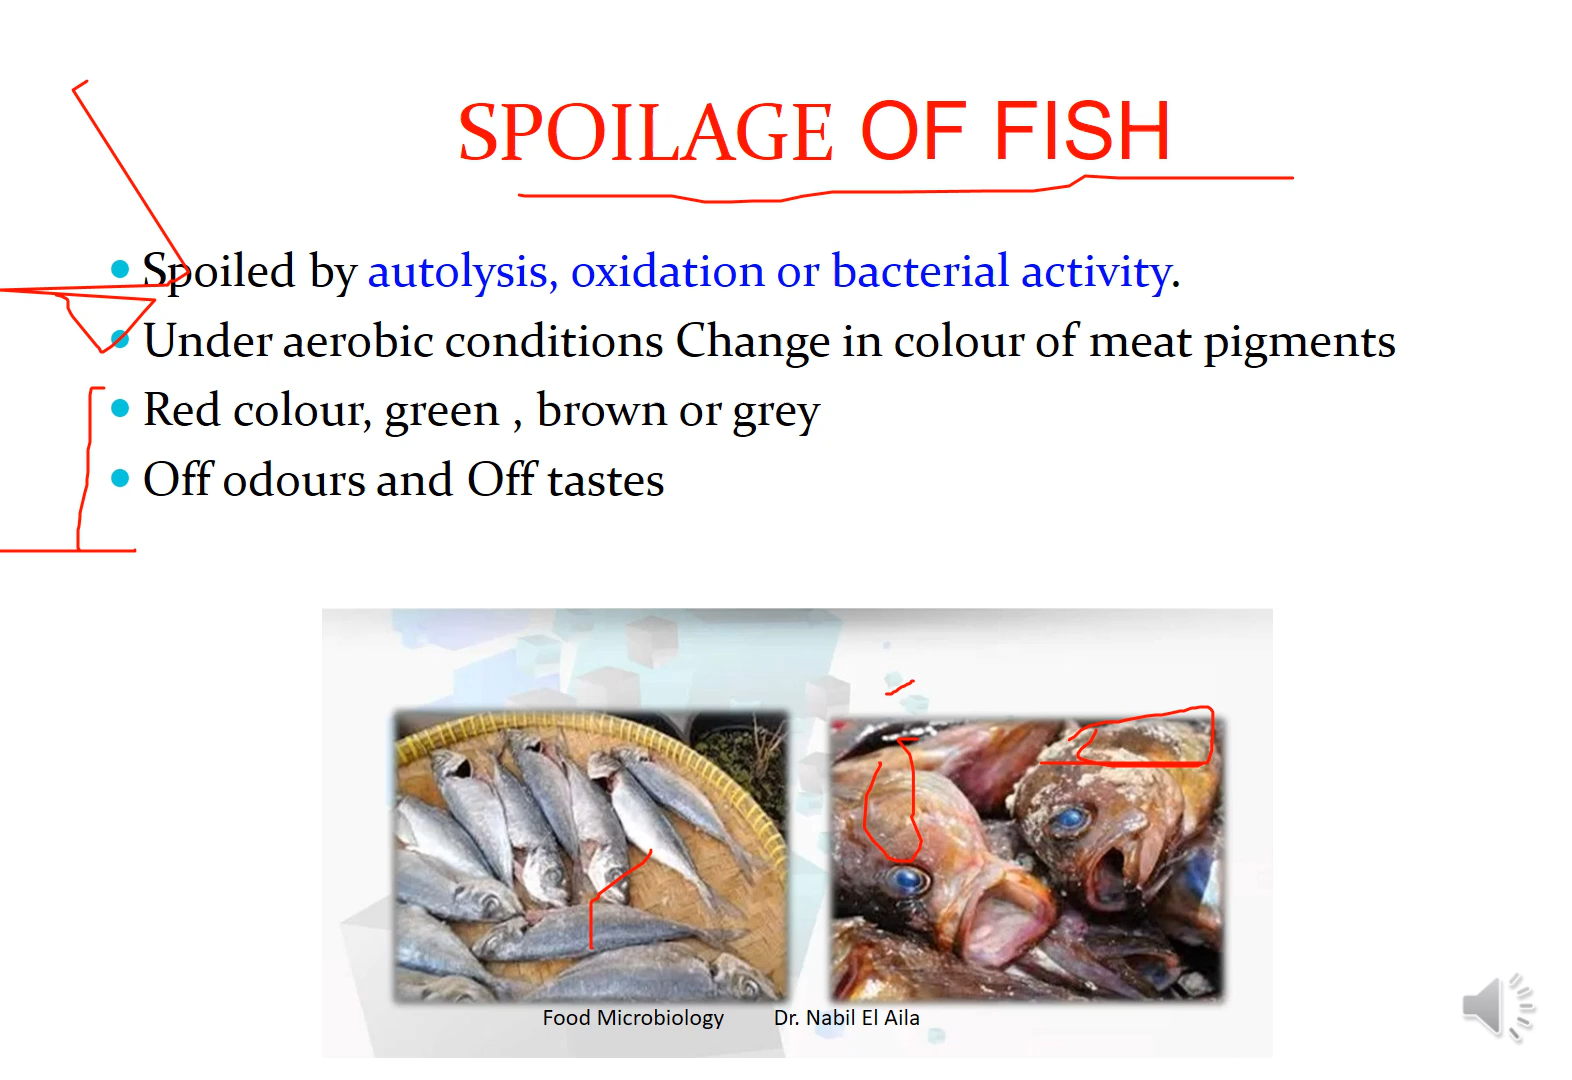 SPOILAGE OF FISH
Spoiled by autolysis, oxidation or bacterial activity.
Under aerobic conditions Change in colour of meat pigments
Red colour, green , brown or grey
Off odours and Off tastes
Food Microbiology Dr. Nabil El Aila